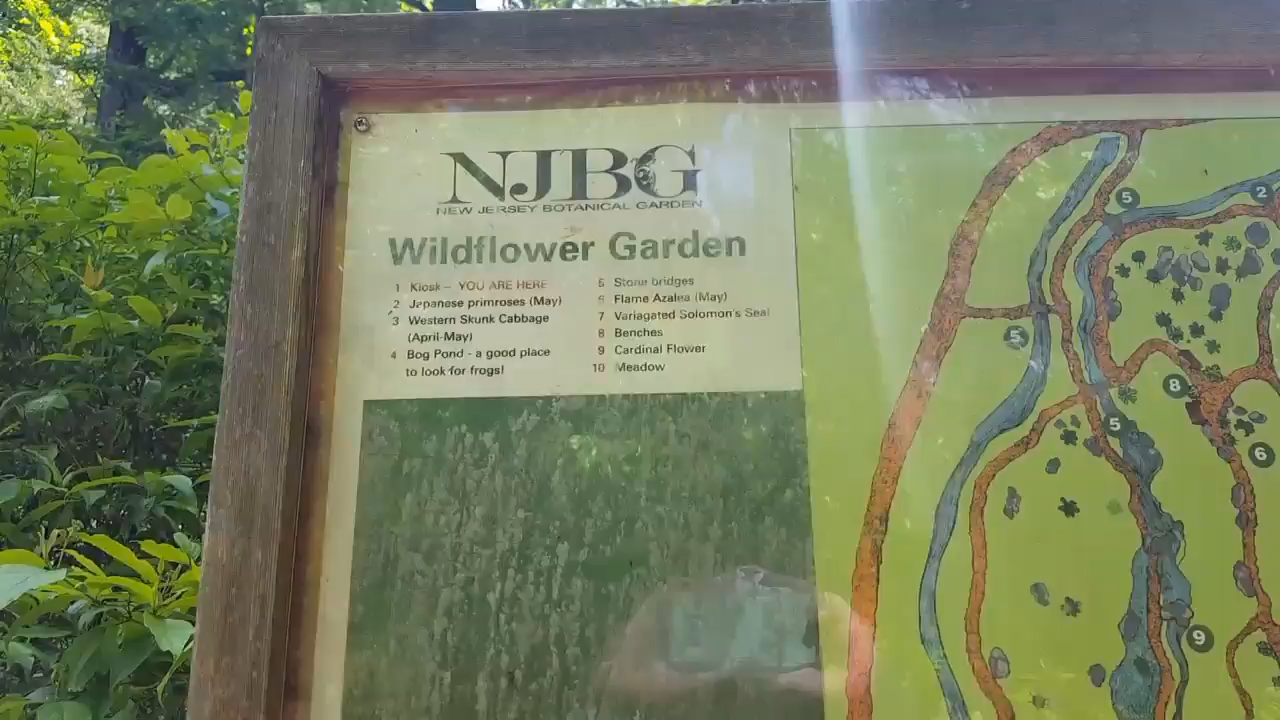 NJBG
NEW JERSEY BOTANICAL GARDEN
Wildflower Garden
1 Kiosk - YOU ARE HERE
2 Japanese primroses (May)
3 Western Skunk Cabbage
(April-May)
4 Bog Pond - a good place
to look for frogs!
5 Stone bridges
6 Flame Azalea (May)
7 Variagated Solomon's Seal
8 Benches
9 Cardinal Flower
10 Meadow
5
2
5
8
5
6
9